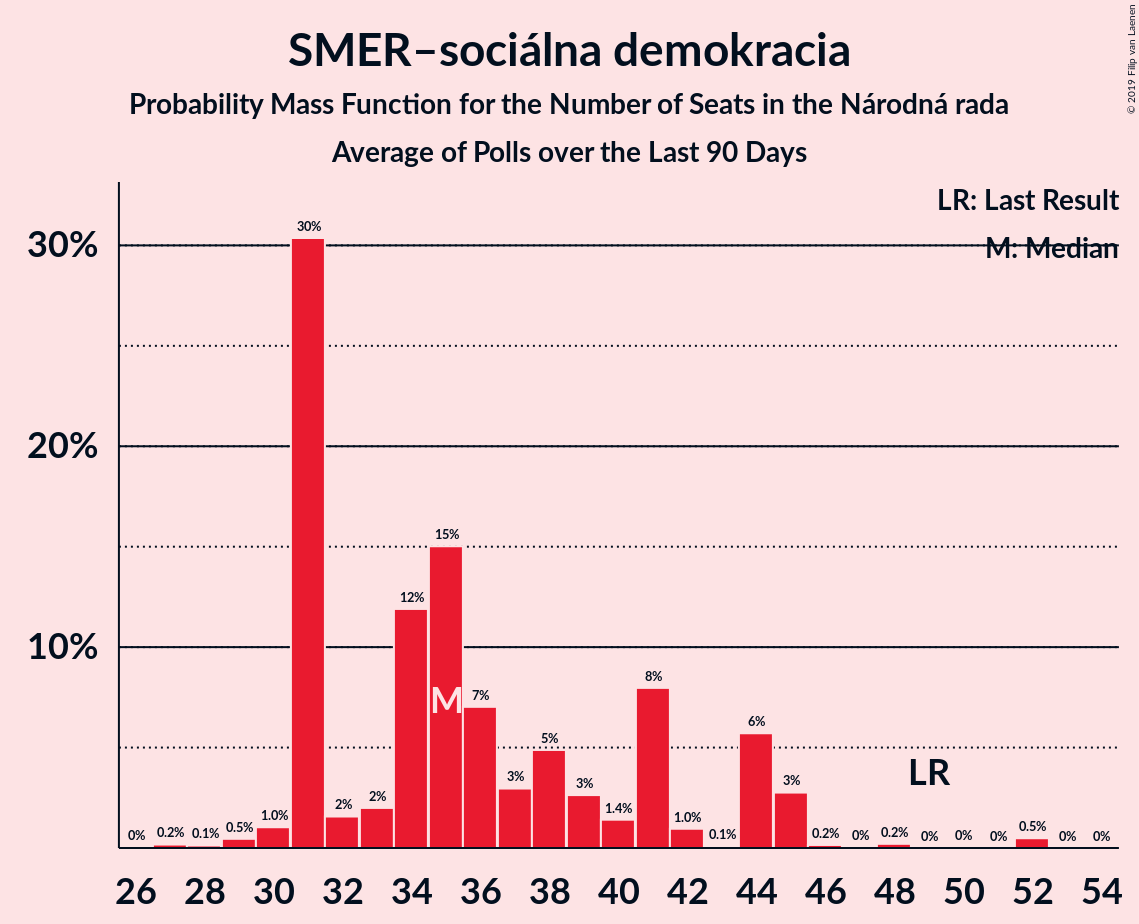 SMER–sociálna demokracia
Probability Mass Function for the Number of Seats in the Národná rada
Average of Polls over the Last 90 Days
© 2019 Filip van Laenen
LR: Last Result
M: Median
30%
20%
10%
0% 0.2% 0.1% 0.5% 1.0% 30% 2% 2% 12% 15% 7% 3% 5% 3% 1.4% 8% 1.0% 0.1% 6% 3% 0.2% 0% 0.2% 0% 0% 0% 0.5% 0% 0%
M
LR
26 28 30 32 34 36 38 40 42 44 46 48 50 52 54